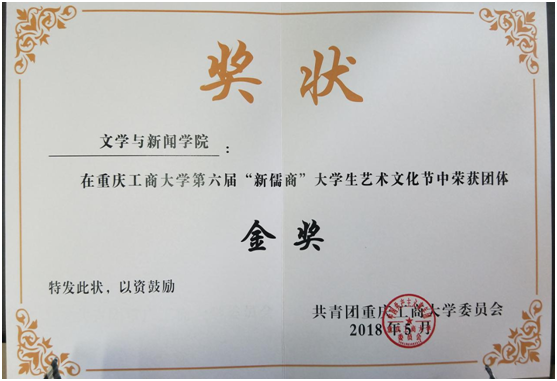 奖状
文学与新闻学院：
在重庆工商大学第六届“新儒商”大学生艺术文化节中荣获团体
金奖
特发此状，以资鼓励
共青团重庆工商大学委员会
2018年5月